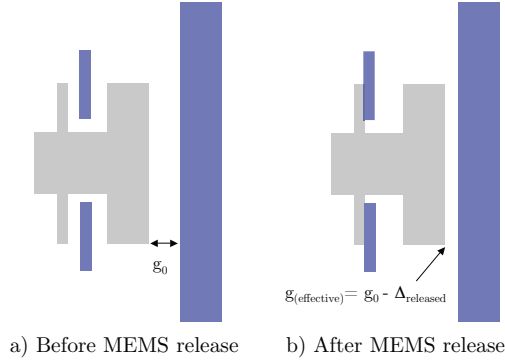 g₀
g(effective)= g₀ - Δreleased
a) Before MEMS release
b) After MEMS release